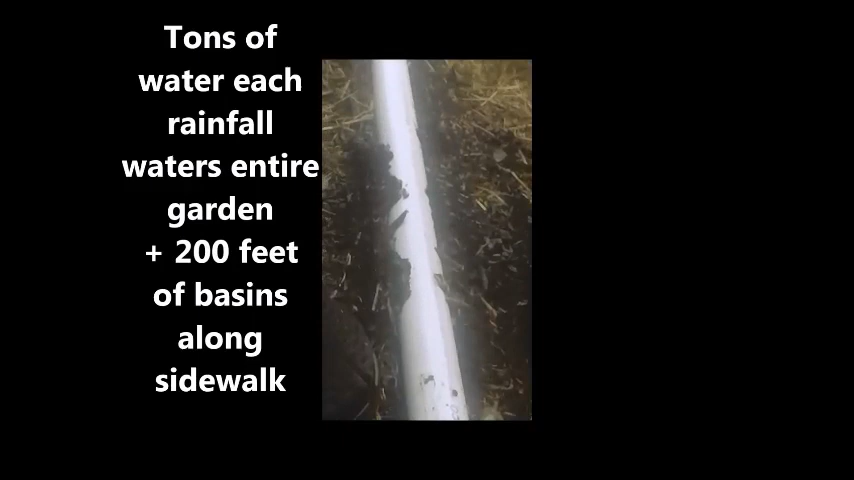 Tons of
water each
rainfall
waters entire
garden
+ 200 feet
of basins
along
sidewalk